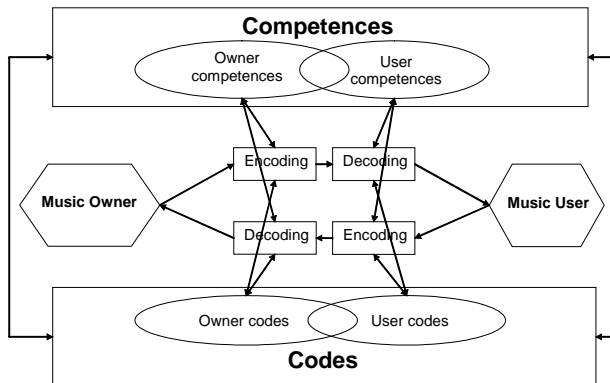 Competences
Owner
competences
User
competences
Encoding
Decoding
Music Owner
Music User
Decoding
Encoding
Owner codes
User codes
Codes